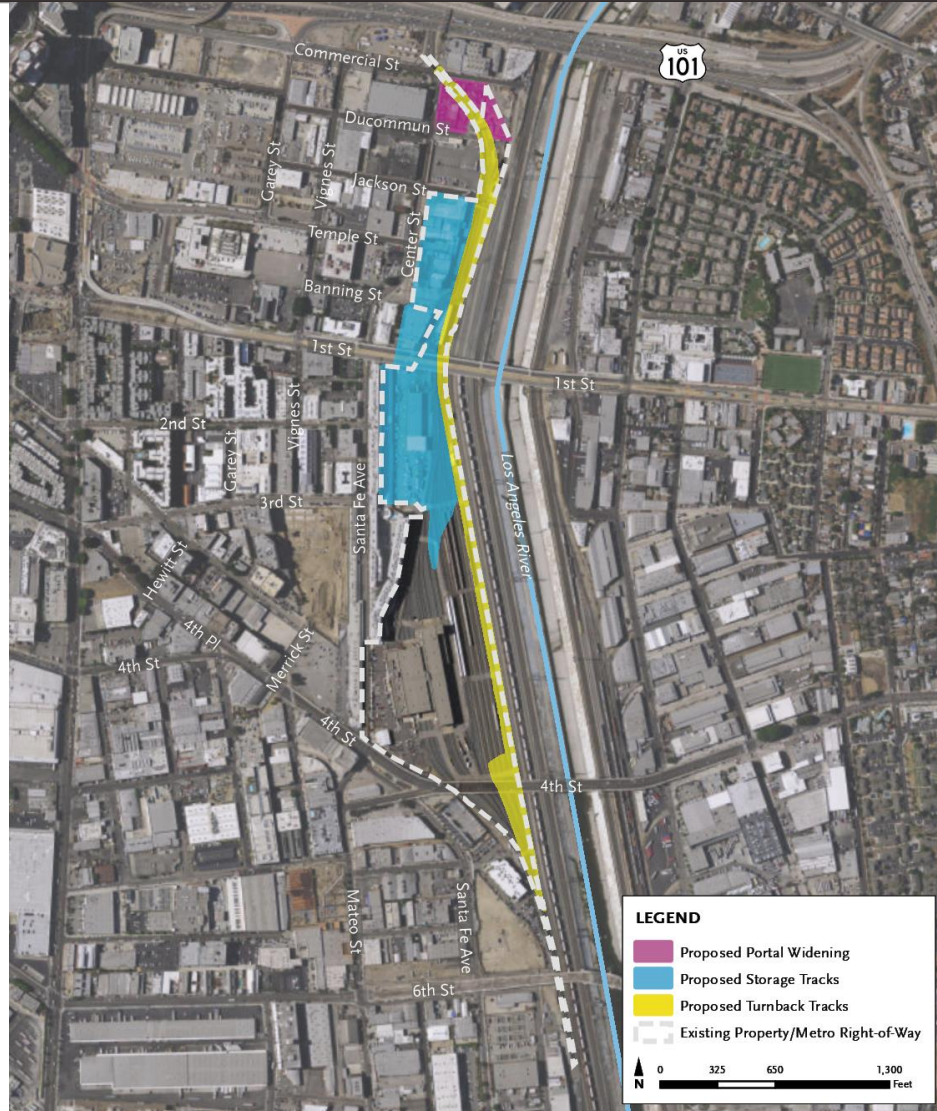 US
101
Commercial St
Ducommun St
Garey St
Vignes St
Jackson St
Center St
Temple St
Banning St
1st St
1st St
Vignes St
2nd St
Garey St
Santa Fe Ave
Los Angeles River
3rd St
Hewitt St
4th Pl
Merrick St
4th St
4th St
4th St
Mateo St
Santa Fe Ave
6th St
LEGEND
Proposed Portal Widening
Proposed Storage Tracks
Proposed Turnback Tracks
Existing Property/Metro Right-of-Way
0 325 650 1,300
Feet
N